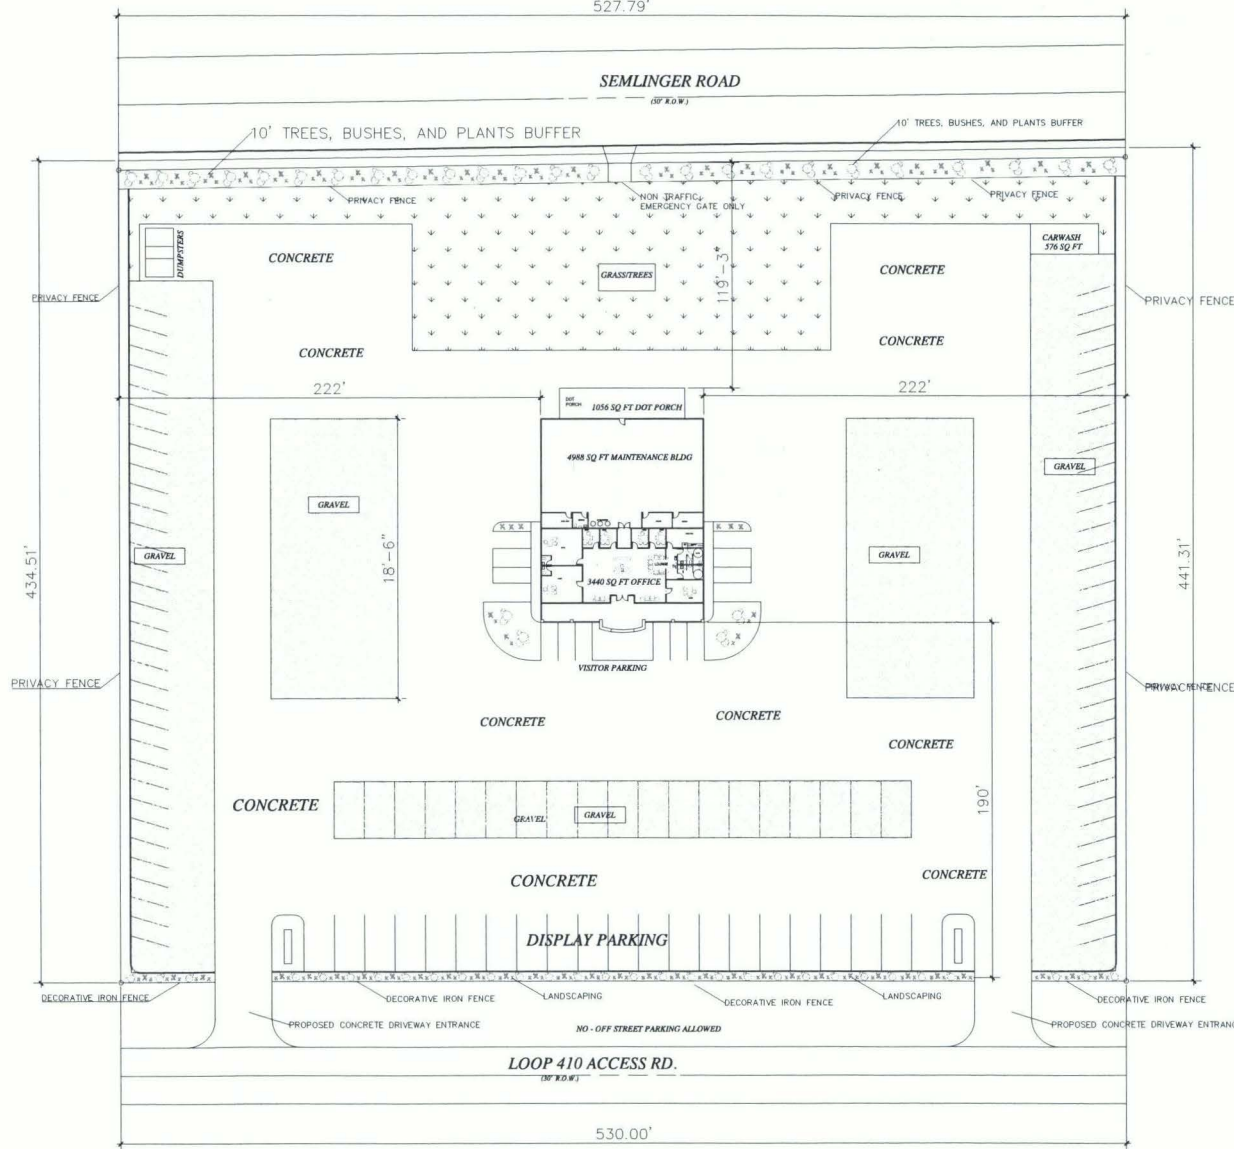 527.79'
SEMLINGER ROAD
(50' R.O.W.)
10' TREES, BUSHES, AND PLANTS BUFFER
10' TREES, BUSHES, AND PLANTS BUFFER
PRIVACY FENCE
NON TRAFFIC,
EMERGENCY GATE ONLY
PRIVACY FENCE
PRIVACY FENCE
DUMPSTERS
CONCRETE
GRASS/TREES
119'-3"
CONCRETE
CARWASH
576 SQ FT
PRIVACY FENCE
PRIVACY FENCE
CONCRETE
CONCRETE
222'
222'
DOT
PORCH
1056 SQ FT DOT PORCH
4988 SQ FT MAINTENANCE BLDG
GRAVEL
GRAVEL
GRAVEL
GRAVEL
18'-6"
434.51'
441.31'
3440 SQ FT OFFICE
VISITOR PARKING
PRIVACY FENCE
PRIVACY FENCE
CONCRETE
CONCRETE
CONCRETE
190'
CONCRETE
GRAVEL
GRAVEL
CONCRETE
CONCRETE
DISPLAY PARKING
DECORATIVE IRON FENCE
DECORATIVE IRON FENCE
LANDSCAPING
DECORATIVE IRON FENCE
LANDSCAPING
DECORATIVE IRON FENCE
PROPOSED CONCRETE DRIVEWAY ENTRANCE
NO - OFF STREET PARKING ALLOWED
PROPOSED CONCRETE DRIVEWAY ENTRANC
LOOP 410 ACCESS RD.
(30' R.O.W.)
530.00'